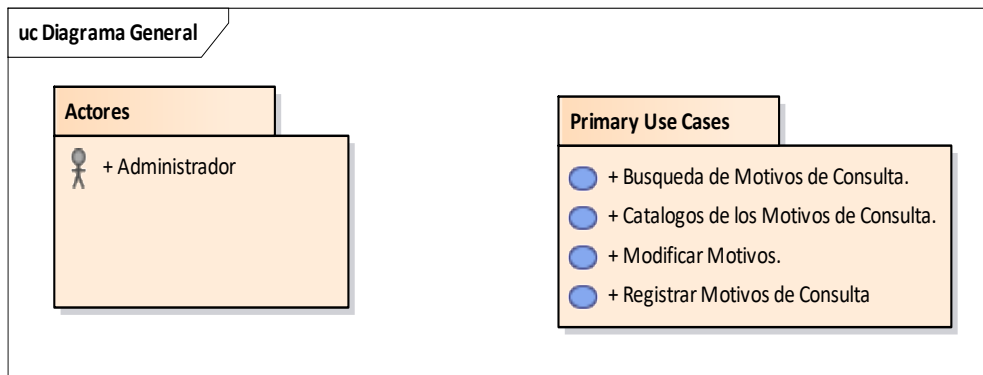 uc Diagrama General
Actores
+ Administrador
Primary Use Cases
+ Busqueda de Motivos de Consulta.
+ Catalogos de los Motivos de Consulta.
+ Modificar Motivos.
+ Registrar Motivos de Consulta